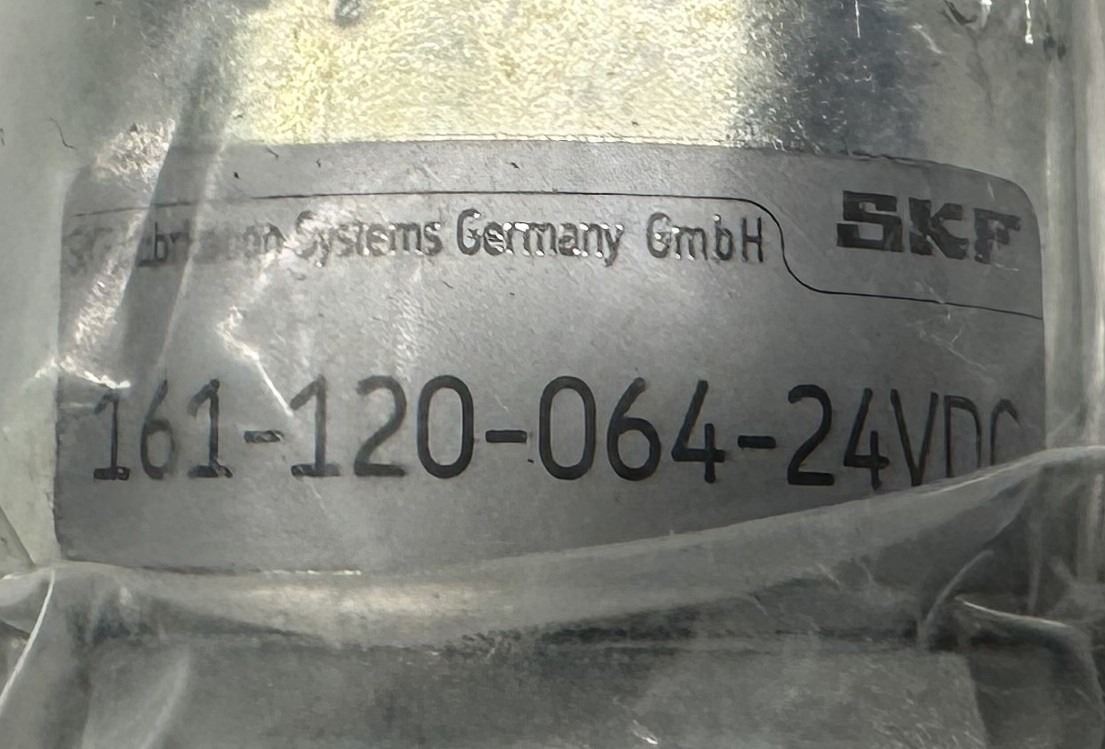 Systems Germany GmbH
SKF
161-120-064-24VDC